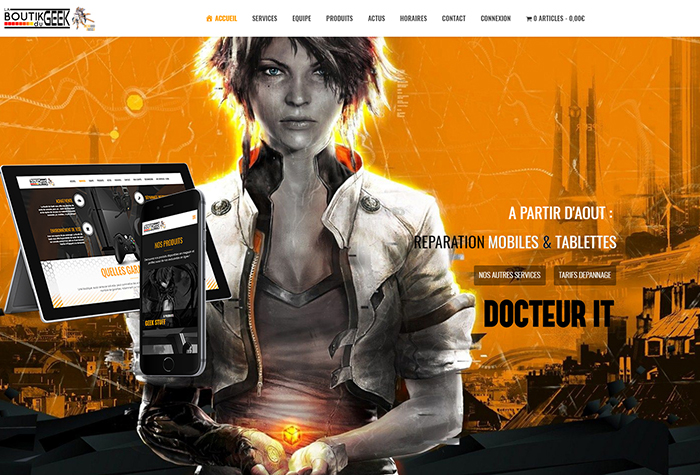 LA
BOUTIK
du GEEK
ACCUEIL SERVICES EQUIPE PRODUITS ACTUS HORAIRES CONTACT CONNEXION 0 ARTICLES - 0,00€
A PARTIR D'AOUT :
REPARATION MOBILES & TABLETTES
NOS AUTRES SERVICES TARIFS DEPANNAGE
DOCTEUR IT
QUELLES GAR
NOS PRODUITS
GEEK STUFF